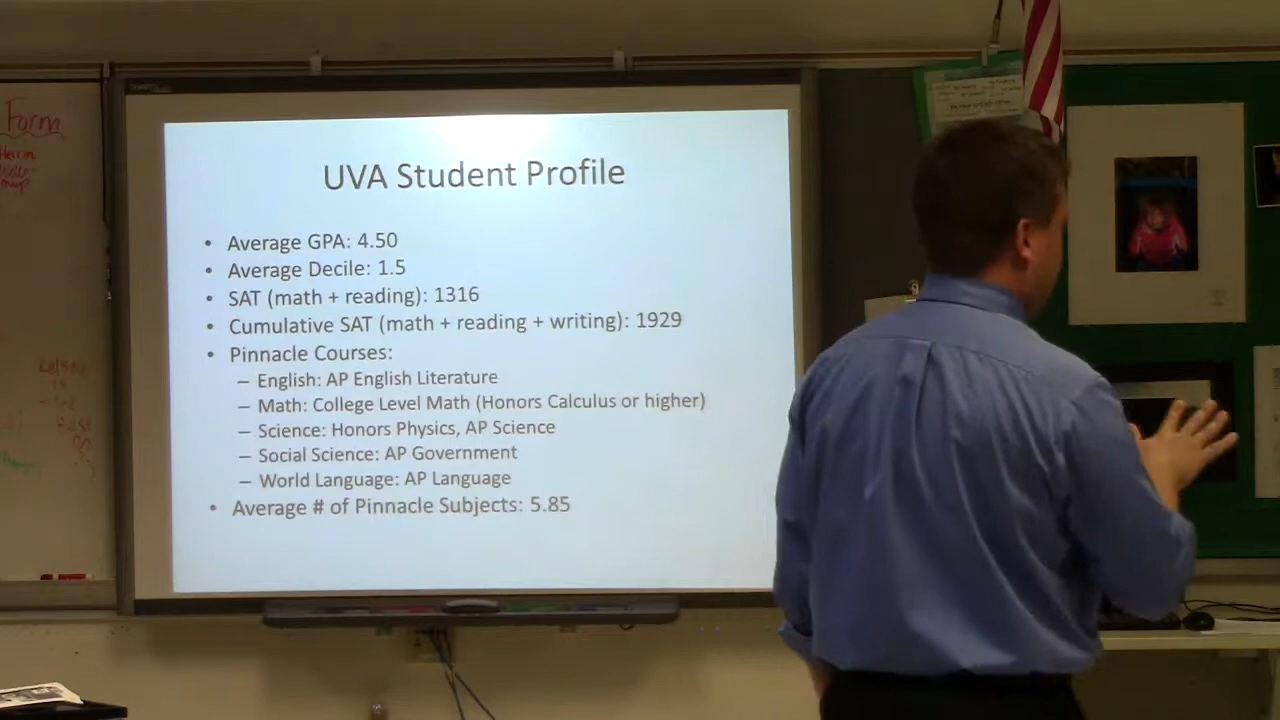 Form
UVA Student Profile
• Average GPA: 4.50
• Average Decile: 1.5
• SAT (math + reading): 1316
• Cumulative SAT (math + reading + writing): 1929
• Pinnacle Courses:
– English: AP English Literature
– Math: College Level Math (Honors Calculus or higher)
– Science: Honors Physics, AP Science
– Social Science: AP Government
– World Language: AP Language
• Average # of Pinnacle Subjects: 5.85